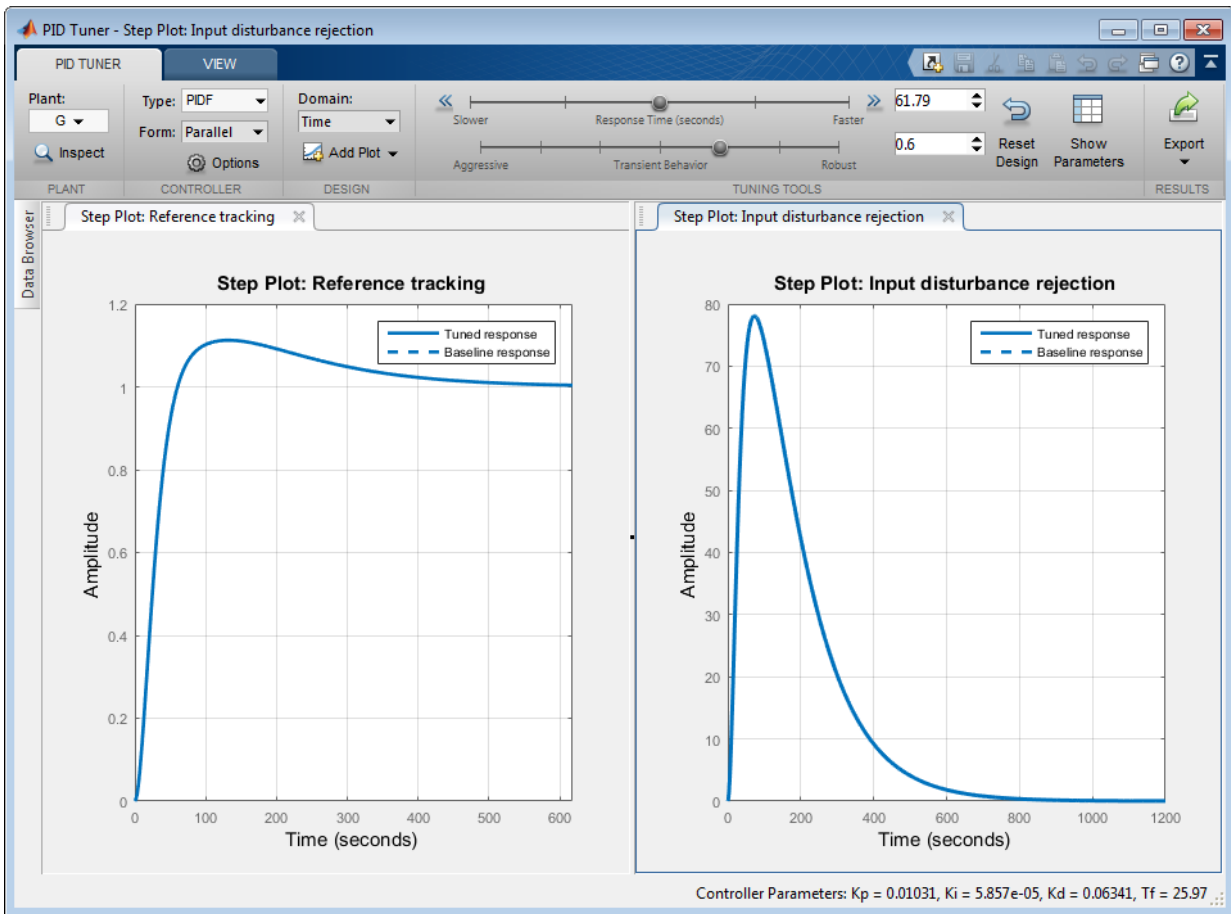 PID Tuner - Step Plot: Input disturbance rejection
PID TUNER VIEW
Plant: Type: PIDF Domain: 61.79
G Form: Parallel Time Slower Response Time (seconds) Faster
Inspect Options Add Plot Aggressive Transient Behavior Robust 0.6 Reset Design Show Parameters Export
PLANT CONTROLLER DESIGN TUNING TOOLS RESULTS
Data Browser
Step Plot: Reference tracking
Step Plot: Reference tracking
Tuned response
Baseline response
1.2
1
0.8
0.6
0.4
0.2
0
Amplitude
0 100 200 300 400 500 600
Time (seconds)
Step Plot: Input disturbance rejection
Step Plot: Input disturbance rejection
Tuned response
Baseline response
80
70
60
50
40
30
20
10
0
Amplitude
0 200 400 600 800 1000 1200
Time (seconds)
Controller Parameters: Kp = 0.01031, Ki = 5.857e-05, Kd = 0.06341, Tf = 25.97